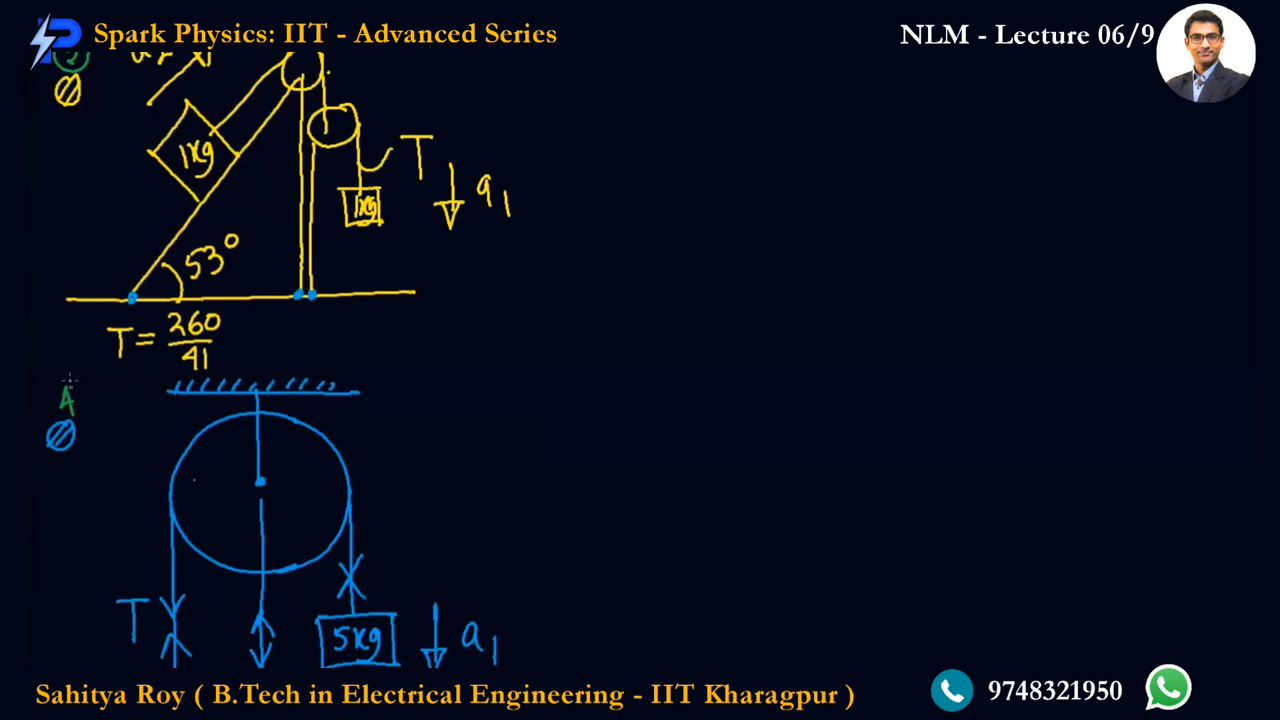 Spark Physics: IIT - Advanced Series
NLM - Lecture 06/9
1kg
T
1kg
a1
53°
T = 260/41
A
T
5kg
a1
Sahitya Roy ( B.Tech in Electrical Engineering - IIT Kharagpur )
9748321950